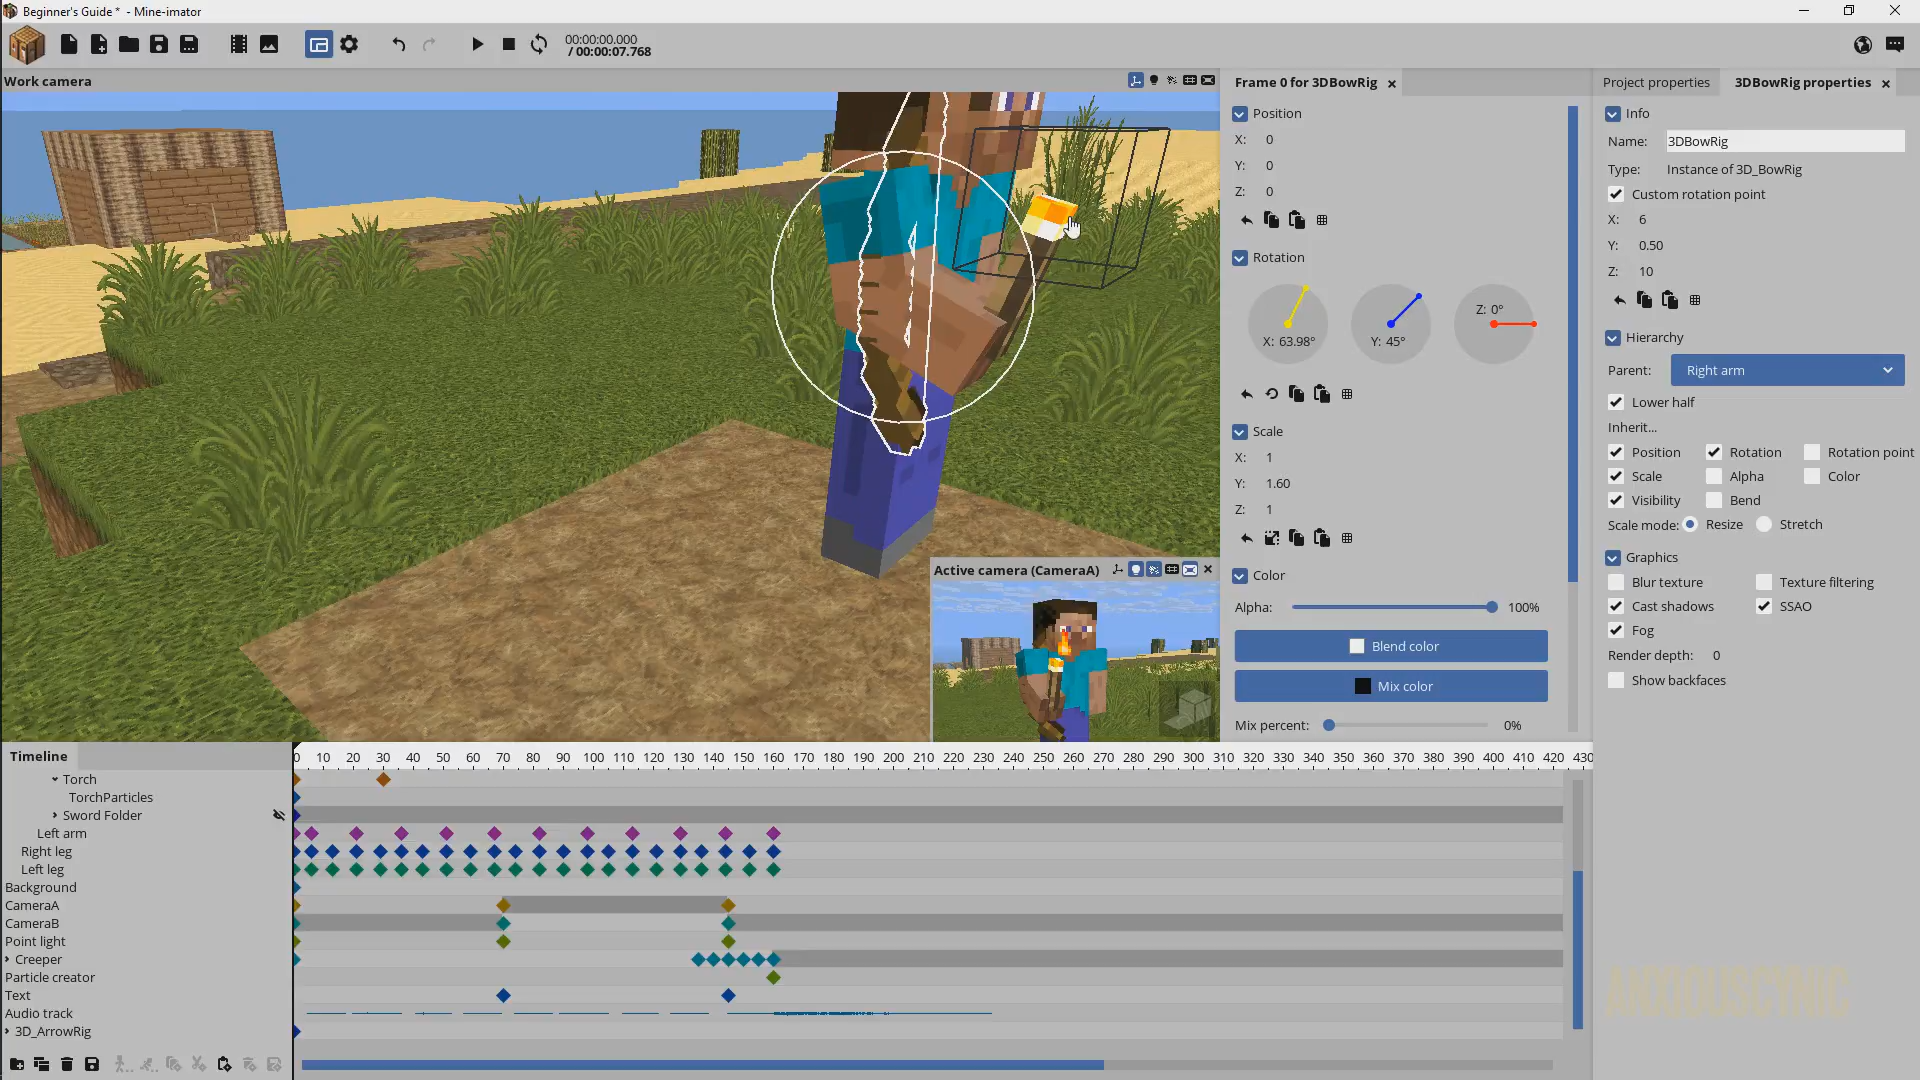 Beginner's Guide * - Mine-imator
00:00:00.000
/ 00:00:07.768
Work camera
Active camera (CameraA)
Frame 0 for 3DBowRig
Position
X: 0
Y: 0
Z: 0
Rotation
X: 63.98°
Y: 45°
Z: 0°
Scale
X: 1
Y: 1.60
Z: 1
Color
Alpha: 100%
Blend color
Mix color
Mix percent: 0%
Project properties
3DBowRig properties
Info
Name: 3DBowRig
Type: Instance of 3D_BowRig
Custom rotation point
X: 6
Y: 0.50
Z: 10
Hierarchy
Parent: Right arm
Lower half
Inherit...
Position Rotation Rotation point
Scale Alpha Color
Visibility Bend
Scale mode: Resize Stretch
Graphics
Blur texture Texture filtering
Cast shadows SSAO
Fog
Render depth: 0
Show backfaces
Timeline
0 10 20 30 40 50 60 70 80 90 100 110 120 130 140 150 160 170 180 190 200 210 220 230 240 250 260 270 280 290 300 310 320 330 340 350 360 370 380 390 400 410 420 430
Torch
TorchParticles
Sword Folder
Left arm
Right leg
Left leg
Background
CameraA
CameraB
Point light
Creeper
Particle creator
Text
Audio track
3D_ArrowRig
ANXIOUSCYNIC